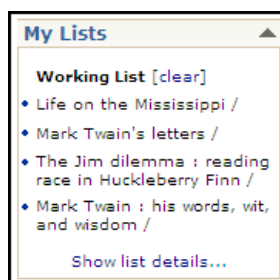 My Lists
Working List [clear]
Life on the Mississippi /
Mark Twain's letters /
The Jim dilemma : reading
race in Huckleberry Finn /
Mark Twain : his words, wit,
and wisdom /
Show list details...